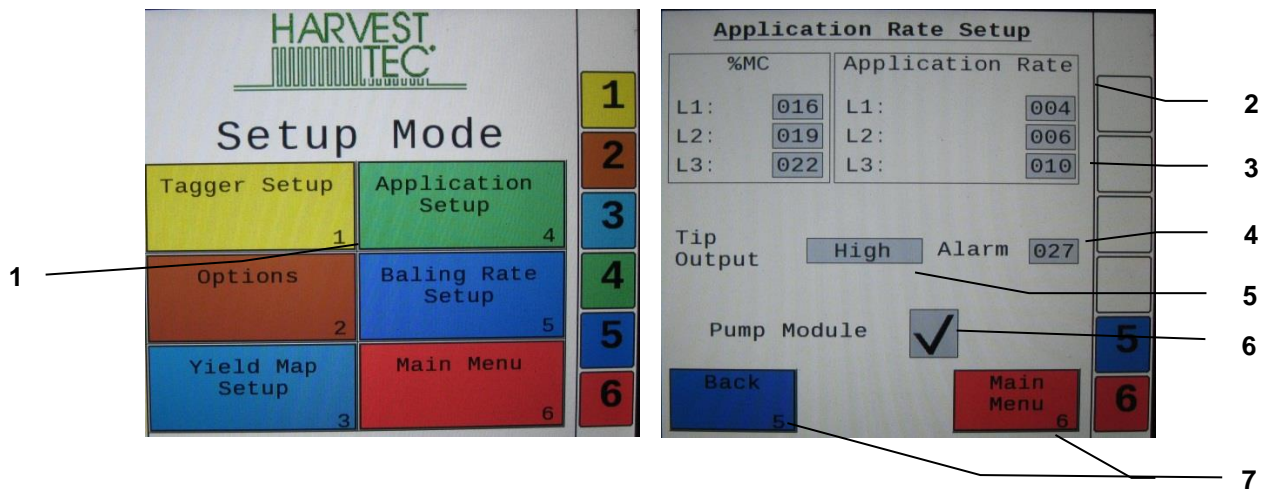 HARVEST
TEC
Setup Mode
Tagger Setup
1
Application
Setup
4
Options
2
Baling Rate
Setup
5
Yield Map
Setup
3
Main Menu
6
1
2
3
4
5
6
1
Application Rate Setup
%MC
Application Rate
L1: 016 L1: 004
L2: 019 L2: 006
L3: 022 L3: 010
Tip
Output
High
Alarm 027
Pump Module
Back
5
Main
Menu
6
5
6
2
3
4
5
6
7